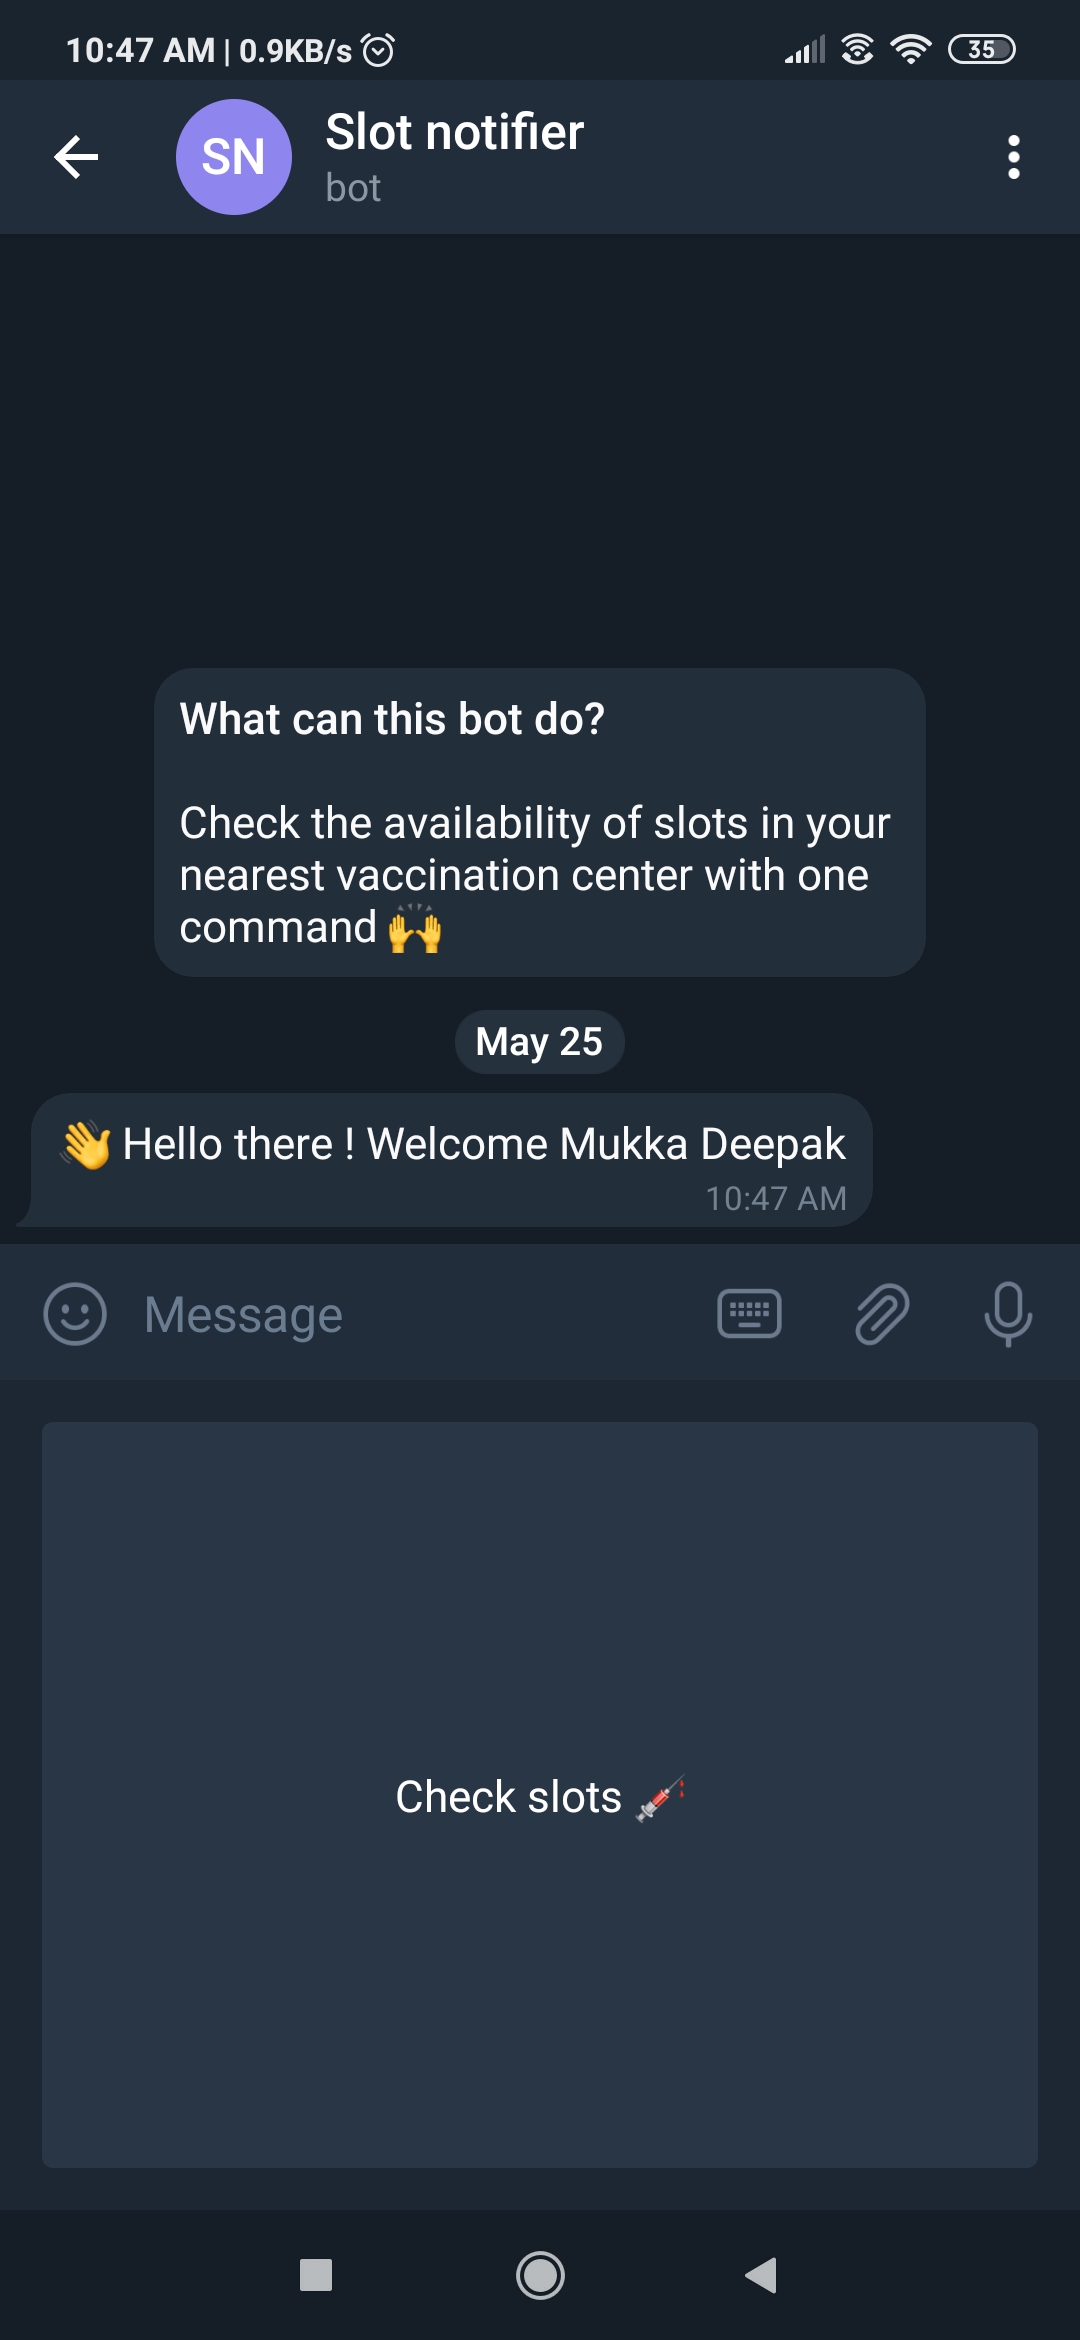 10:47 AM | 0.9KB/s
35
SN
Slot notifier
bot
What can this bot do?
Check the availability of slots in your
nearest vaccination center with one
command 🙌
May 25
👋 Hello there ! Welcome Mukka Deepak
10:47 AM
Message
Check slots 💉